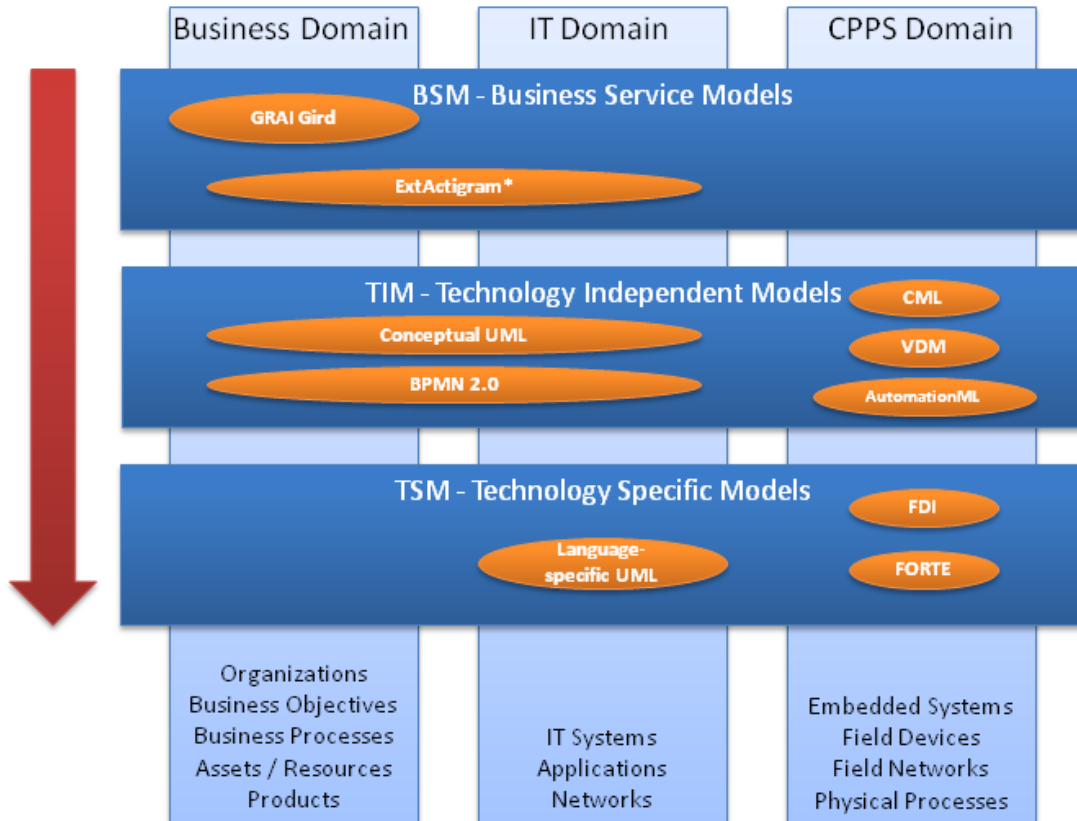 Business Domain
IT Domain
CPPS Domain
BSM - Business Service Models
GRAI Gird
ExtActigram*
TIM - Technology Independent Models
CML
Conceptual UML
VDM
BPMN 2.0
AutomationML
TSM - Technology Specific Models
FDI
Language-
specific UML
FORTE
Organizations
Business Objectives
Business Processes
Assets / Resources
Products
IT Systems
Applications
Networks
Embedded Systems
Field Devices
Field Networks
Physical Processes